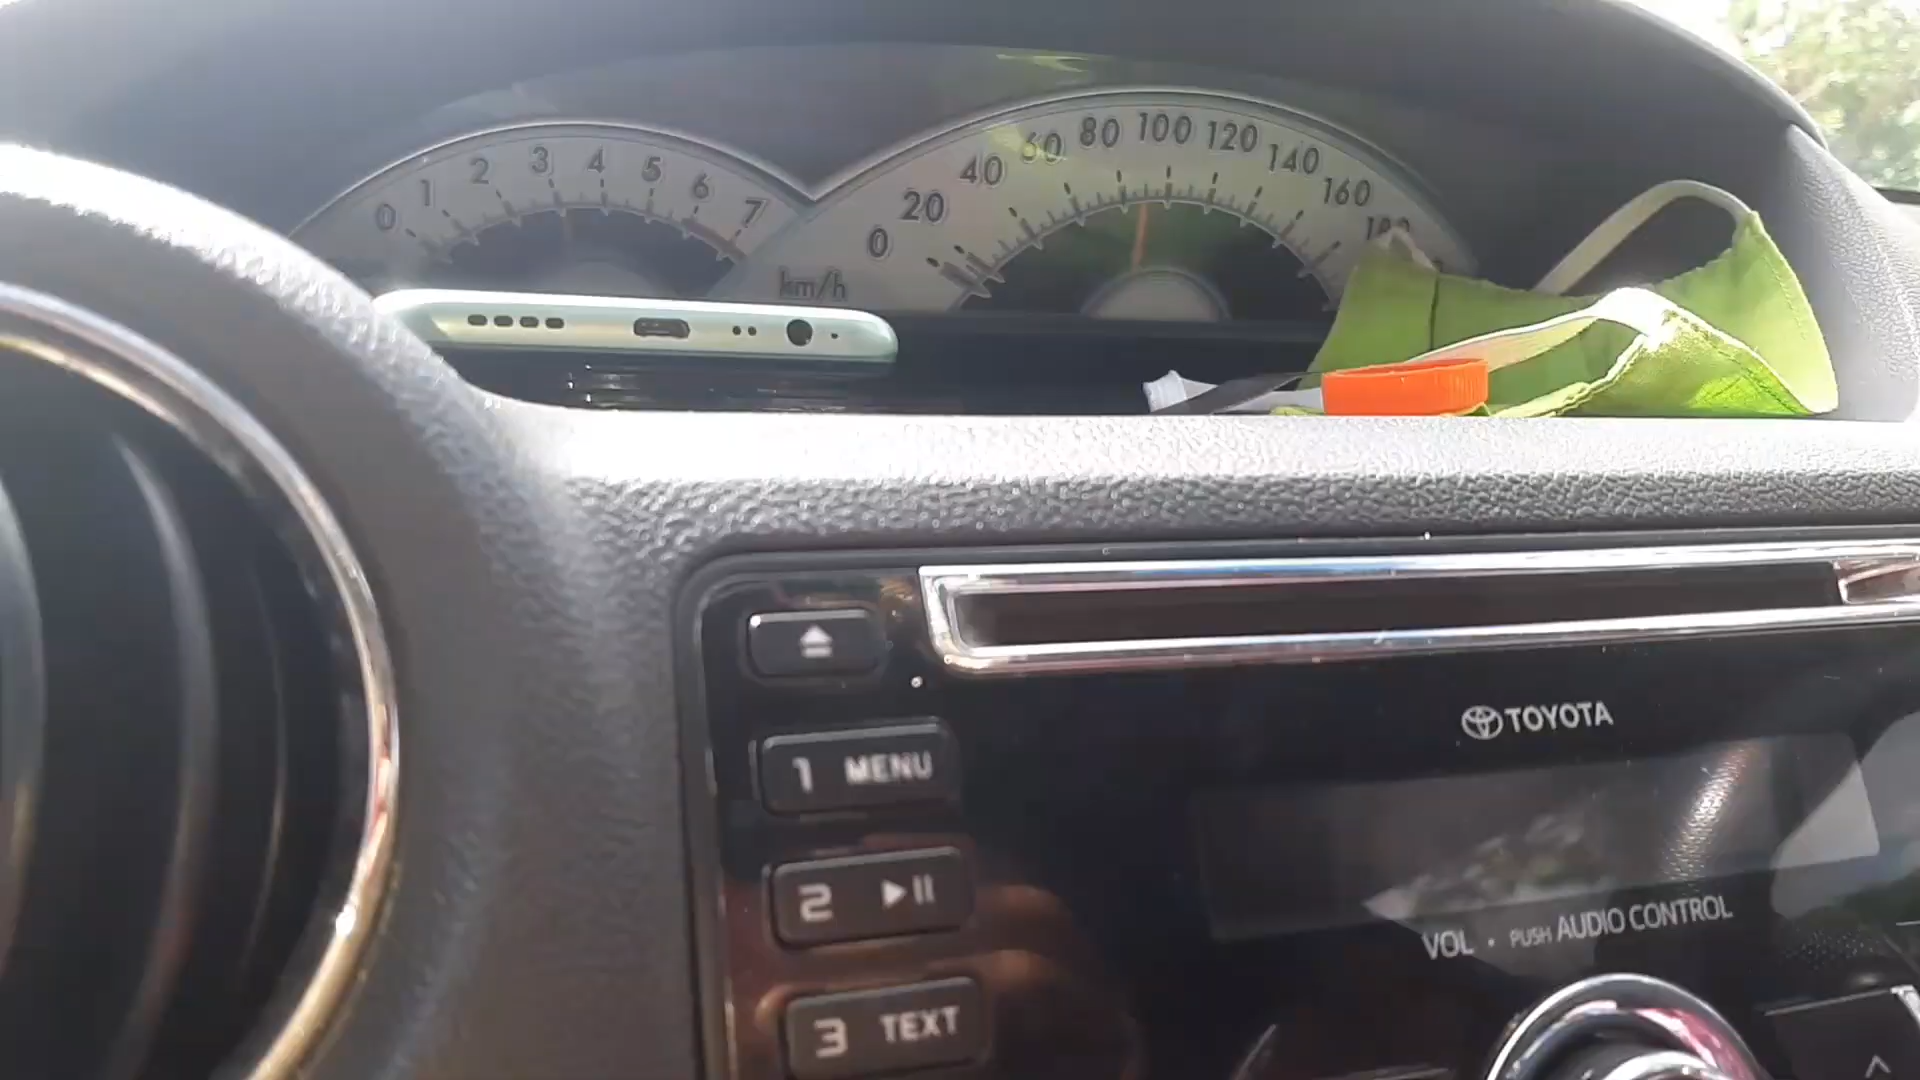 0 1 2 3 4 5 6 7
0 20 40 60 80 100 120 140 160 180
km/h
TOYOTA
1 MENU
2
VOL · PUSH AUDIO CONTROL
3 TEXT